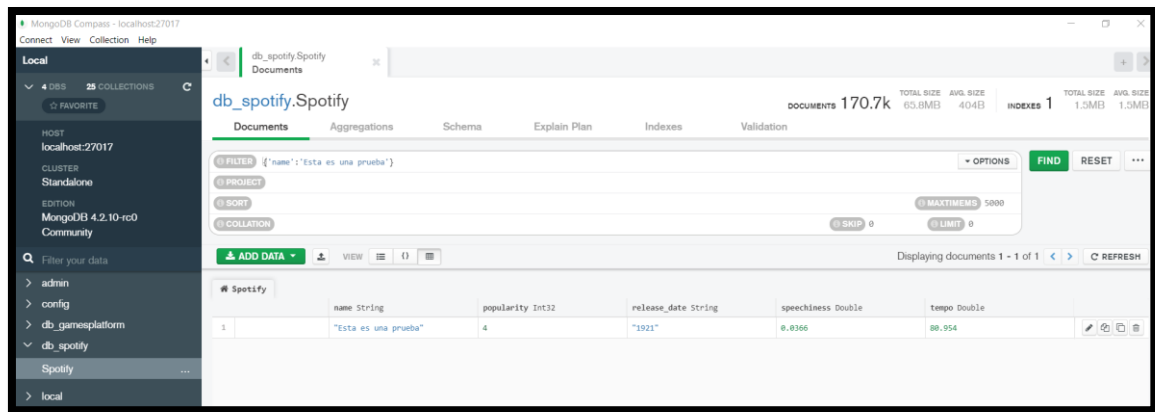 MongoDB Compass - localhost:27017
Connect View Collection Help
Local
db_spotify.Spotify
Documents
4 DBS 25 COLLECTIONS
FAVORITE
db_spotify.Spotify
DOCUMENTS 170.7k TOTAL SIZE 65.8MB AVG. SIZE 404B INDEXES 1 TOTAL SIZE 1.5MB AVG. SIZE 1.5MB
Documents Aggregations Schema Explain Plan Indexes Validation
HOST
localhost:27017
CLUSTER
Standalone
EDITION
MongoDB 4.2.10-rc0
Community
FILTER {'name':'Esta es una prueba'} OPTIONS FIND RESET ...
PROJECT
SORT MAXTIMEMS 5000
COLLATION SKIP 0 LIMIT 0
Filter your data
ADD DATA VIEW {} Displaying documents 1 - 1 of 1 < > REFRESH
admin
config
db_gamesplatform
db_spotify
Spotify ...
local
Spotify
name String popularity Int32 release_date String speechiness Double tempo Double
1 "Esta es una prueba" 4 "1921" 0.0366 80.954